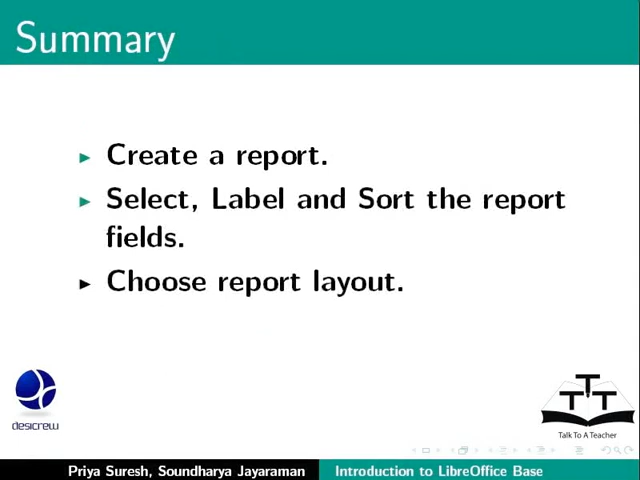 Summary
Create a report.
Select, Label and Sort the report
fields.
Choose report layout.
desicrew
T T T
Talk To A Teacher
Priya Suresh, Soundharya Jayaraman Introduction to LibreOffice Base